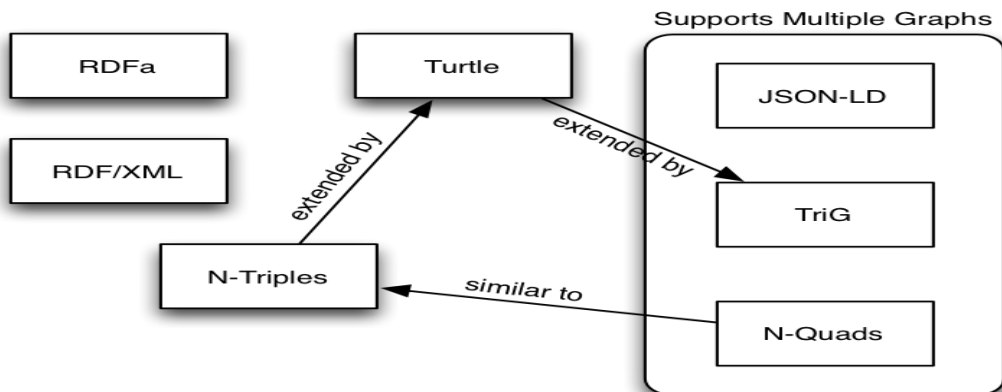 Supports Multiple Graphs
RDFa
Turtle
JSON-LD
extended by
extended by
RDF/XML
TriG
N-Triples
similar to
N-Quads